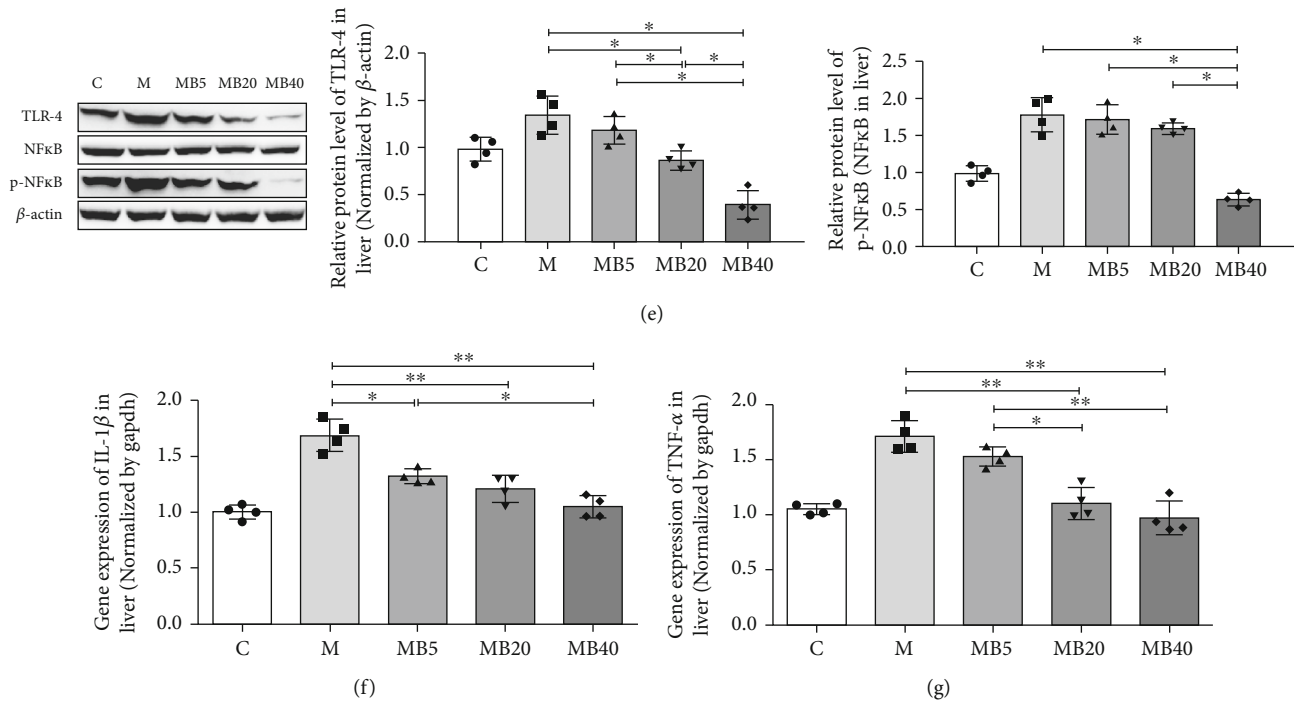 C M MB5 MB20 MB40
TLR-4
NFκB
p-NFκB
β-actin
Relative protein level of TLR-4 in
liver (Normalized by β-actin)
2.0
1.5
1.0
0.5
0.0
* *
* *
*
C M MB5 MB20 MB40
Relative protein level of
p-NFκB (NFκB in liver)
2.5
2.0
1.5
1.0
0.5
0.0
*
*
*
C M MB5 MB20 MB40
(e)
Gene expression of IL-1β in
liver (Normalized by gapdh)
2.0
1.5
1.0
0.5
0.0
**
**
* *
C M MB5 MB20 MB40
(f)
Gene expression of TNF-α in
liver (Normalized by gapdh)
2.0
1.5
1.0
0.5
0.0
**
**
**
*
C M MB5 MB20 MB40
(g)